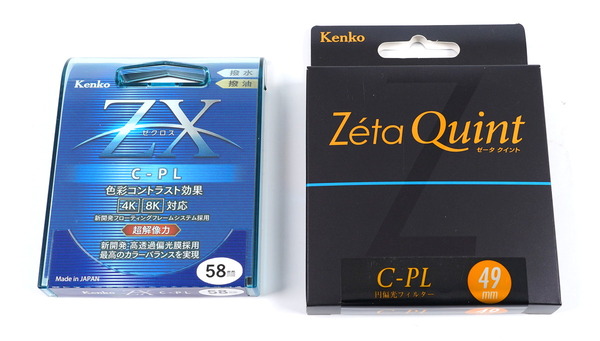 Kenko
撥水
撥油
ZX
ゼクロス
C-PL
色彩コントラスト効果
4K 8K 対応
新開発フローティングフレームシステム採用
超解像力
新開発・高透過偏光膜採用
最高のカラーバランスを実現
Made in JAPAN
58mm
ZX C-PL 58
Kenko
Zéta Quint
ゼータ クイント
C-PL
円偏光フィルター
49
mm